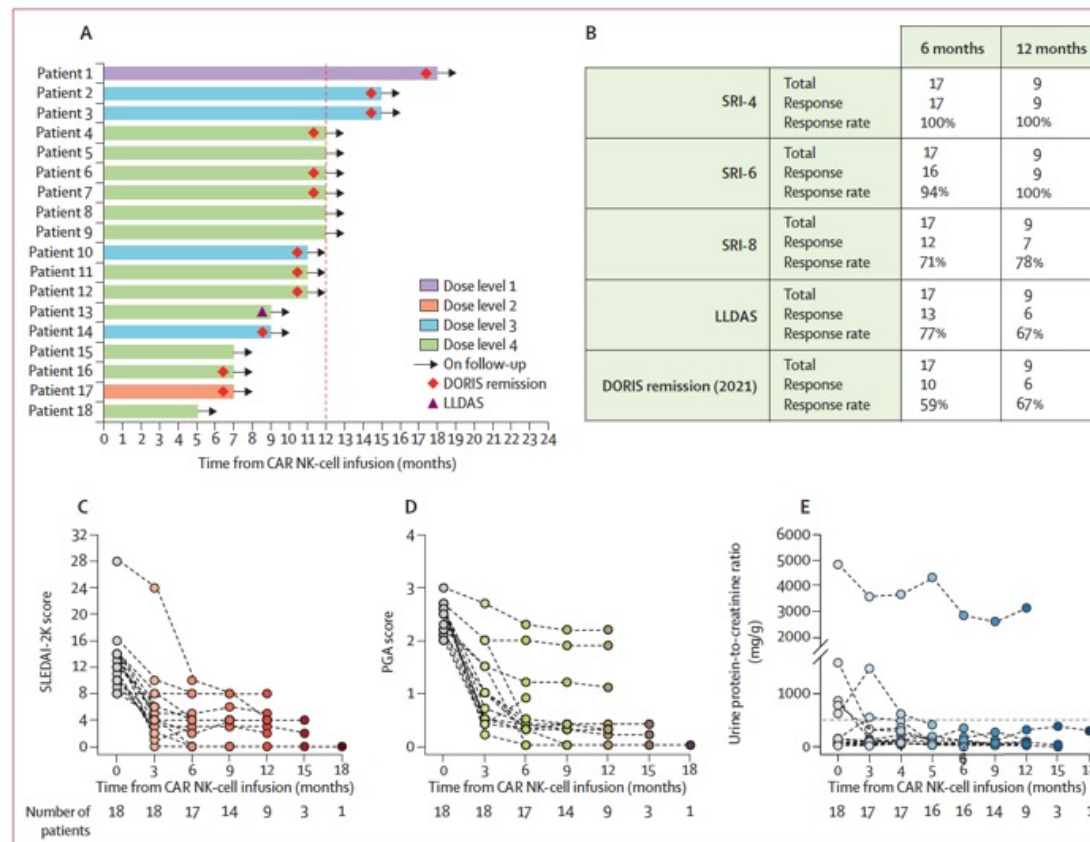 A
Patient 1
Patient 2
Patient 3
Patient 4
Patient 5
Patient 6
Patient 7
Patient 8
Patient 9
Patient 10
Patient 11
Patient 12
Patient 13
Patient 14
Patient 15
Patient 16
Patient 17
Patient 18
Dose level 1
Dose level 2
Dose level 3
Dose level 4
On follow-up
DORIS remission
LLDAS
0 1 2 3 4 5 6 7 8 9 10 11 12 13 14 15 16 17 18 19 20 21 22 23 24
Time from CAR NK-cell infusion (months)
B
6 months 12 months
SRI-4
Total 17 9
Response 17 9
Response rate 100% 100%
SRI-6
Total 17 9
Response 16 9
Response rate 94% 100%
SRI-8
Total 17 9
Response 12 7
Response rate 71% 78%
LLDAS
Total 17 9
Response 13 6
Response rate 77% 67%
DORIS remission (2021)
Total 17 9
Response 10 6
Response rate 59% 67%
C
SLEDAI-2K score
32
28
24
20
16
12
8
4
0
0 3 6 9 12 15 18
Time from CAR NK-cell infusion (months)
Number of patients 18 18 17 14 9 3 1
D
PGA score
4
3
2
1
0
0 3 6 9 12 15 18
Time from CAR NK-cell infusion (months)
18 18 17 14 9 3 1
E
Urine protein-to-creatinine ratio
(mg/g)
6000
5000
4000
3000
2000
1000
0
0 3 4 5 6 9 12 15 18
Time from CAR NK-cell infusion (months)
18 17 17 16 16 14 9 3 1